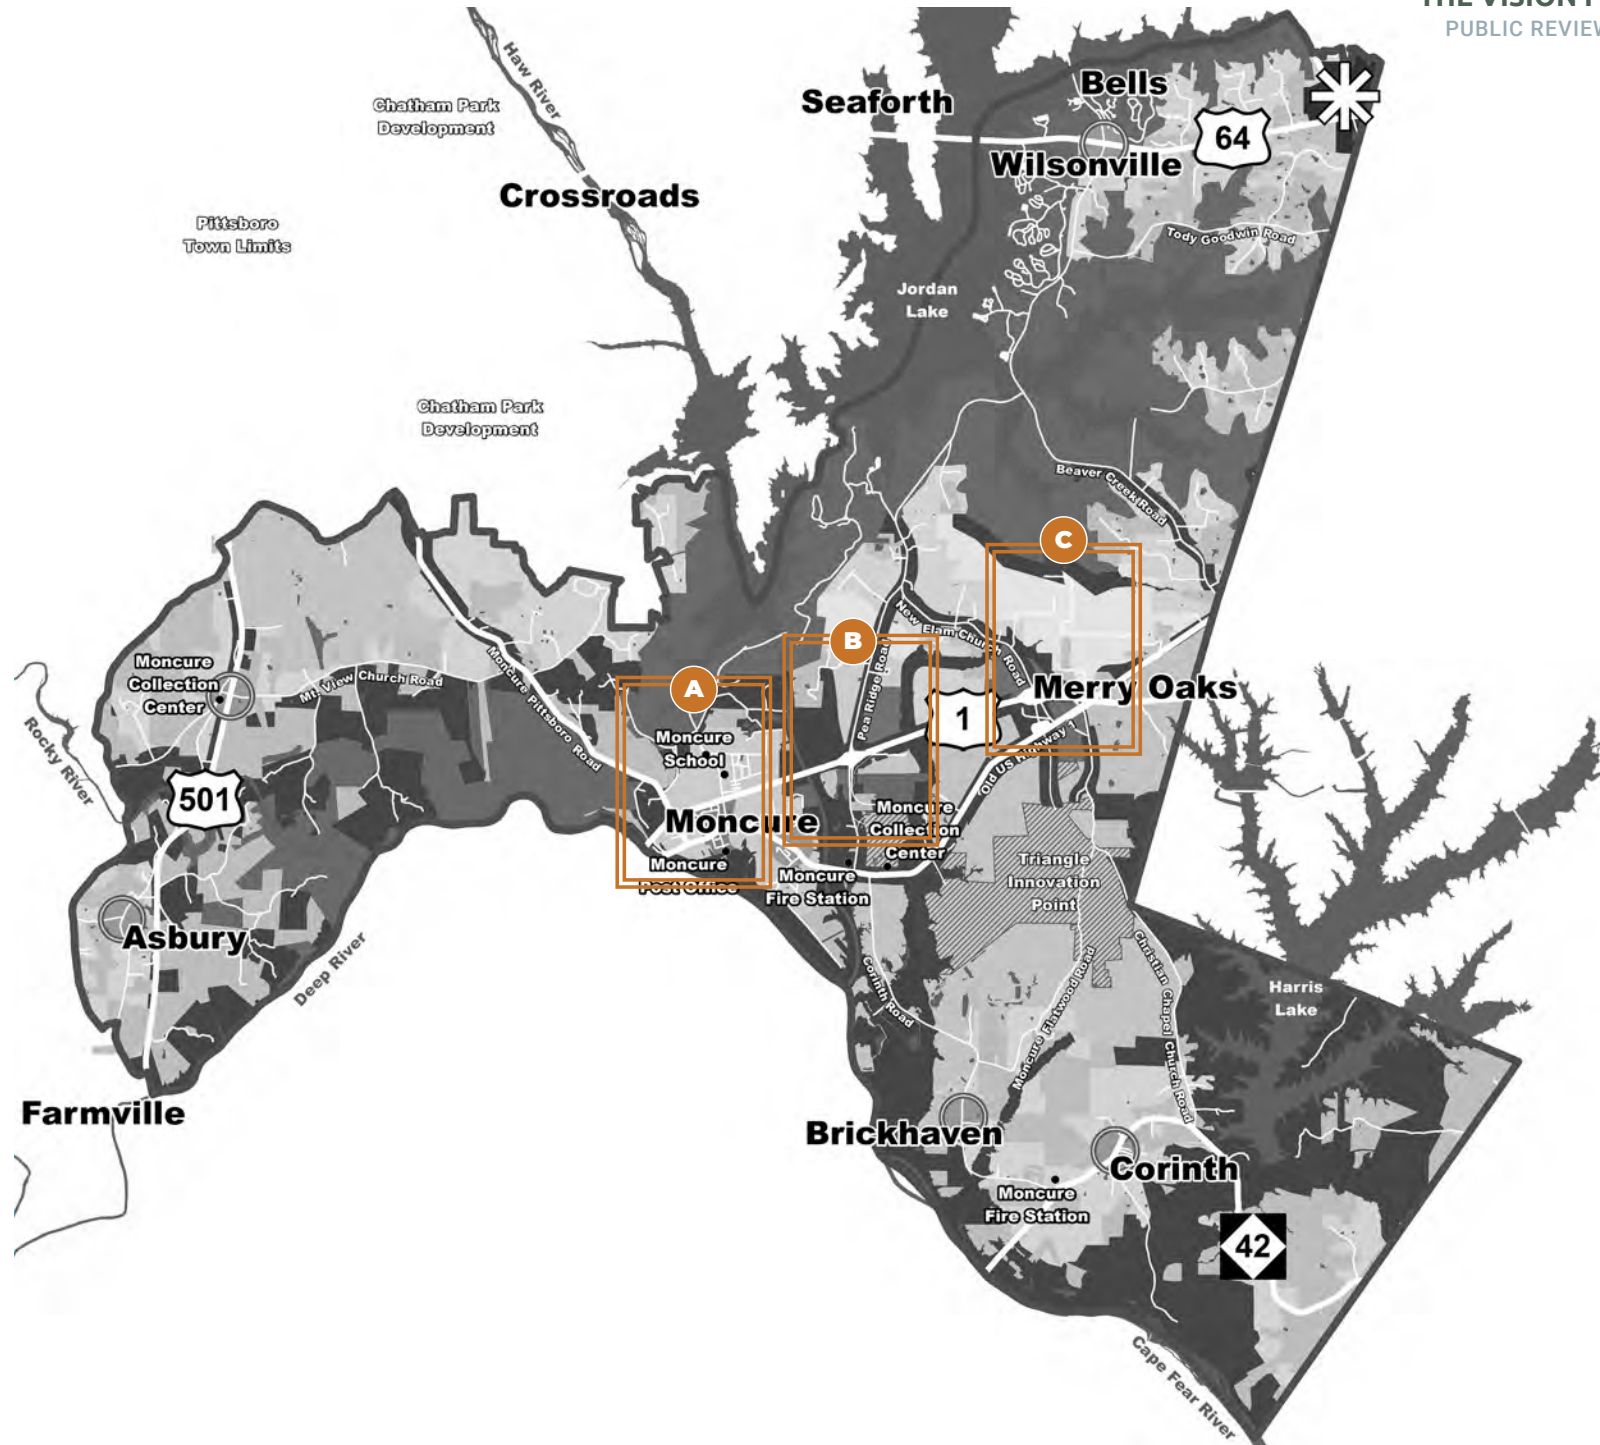 THE VISION
PUBLIC REVIEW
Haw River
Chatham Park
Development
Seaforth
Bells
64
Wilsonville
Crossroads
Pittsboro
Town Limits
Tody Goodwin Road
Jordan
Lake
Chatham Park
Development
Beaver Creek Road
C
New Elam Church Road
B
Pea Ridge Road
Moncure
Collection
Center
Mt. View Church Road
Moncure Pittsboro Road
A
Merry Oaks
1
Old US Highway 1
Moncure
School
Rocky River
501
Moncure
Moncure
Collection
Center
Moncure
Post Office
Moncure
Fire Station
Triangle
Innovation
Point
Asbury
Deep River
Corinth Road
Moncure Flatwood Road
Christian Chapel Church Road
Harris
Lake
Farmville
Brickhaven
Corinth
Moncure
Fire Station
42
Cape Fear River